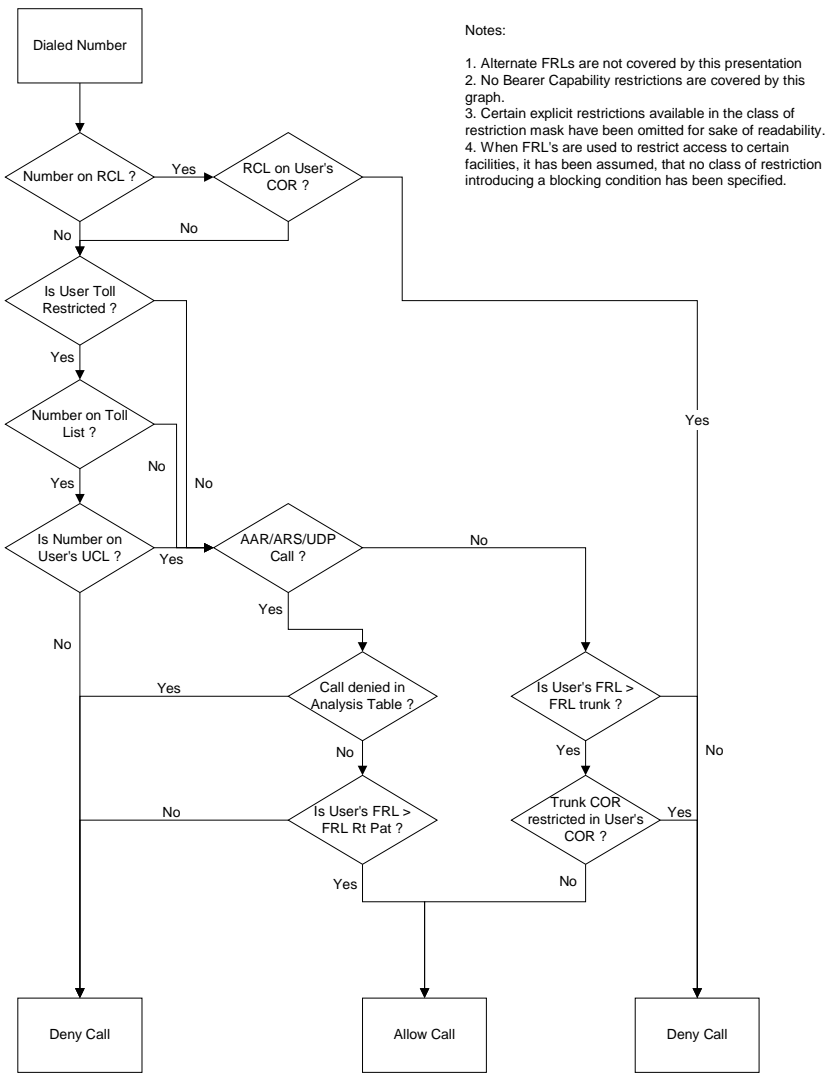 Dialed Number
Notes:
1. Alternate FRLs are not covered by this presentation
2. No Bearer Capability restrictions are covered by this
graph.
3. Certain explicit restrictions available in the class of
restriction mask have been omitted for sake of readability.
4. When FRL's are used to restrict access to certain
facilities, it has been assumed, that no class of restriction
introducing a blocking condition has been specified.
Number on RCL ?
Yes
RCL on User's
COR ?
No
No
Is User Toll
Restricted ?
Yes
Number on Toll
List ?
Yes
No
Yes
No
Is Number on
User's UCL ?
Yes
AAR/ARS/UDP
Call ?
No
Yes
No
Yes
Call denied in
Analysis Table ?
Is User's FRL >
FRL trunk ?
No
Yes
No
No
Is User's FRL >
FRL Rt Pat ?
Trunk COR
restricted in User's
COR ?
Yes
Yes
No
Deny Call
Allow Call
Deny Call